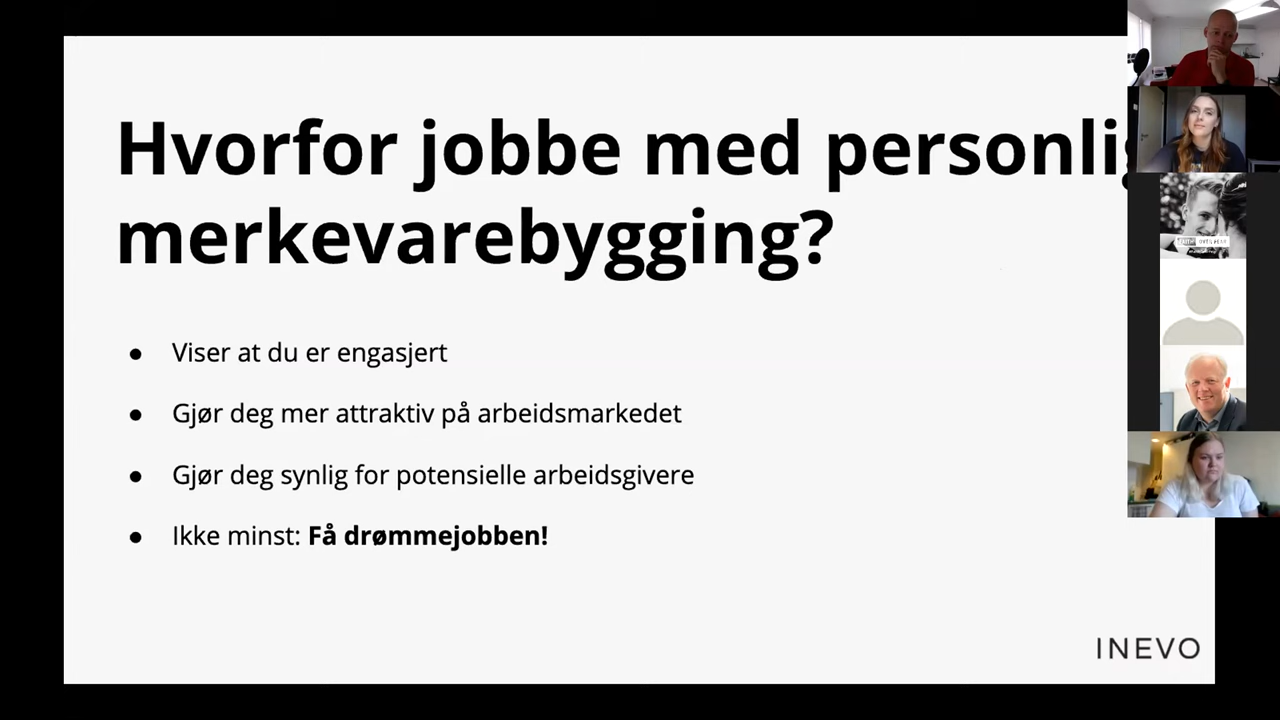 Hvorfor jobbe med personlig
merkevarebygging?
● Viser at du er engasjert
● Gjør deg mer attraktiv på arbeidsmarkedet
● Gjør deg synlig for potensielle arbeidsgivere
● Ikke minst: Få drømmejobben!
INEVO